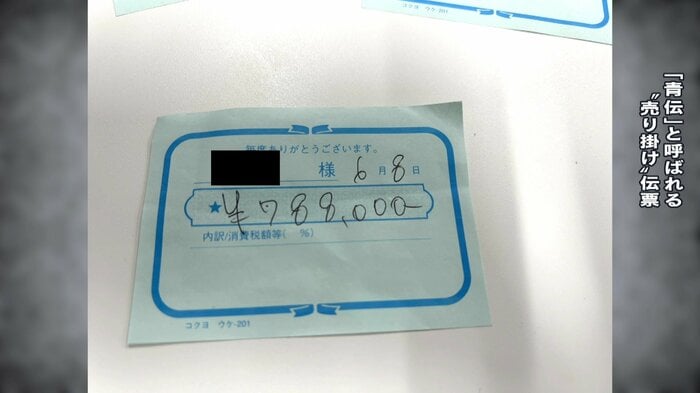 「青伝」と呼ばれる
“売り掛け”伝票
毎度ありがとうございます。
様 6月8日
★ ¥788,000-
内訳/消費税額等( %)
コクヨ ウケ-201